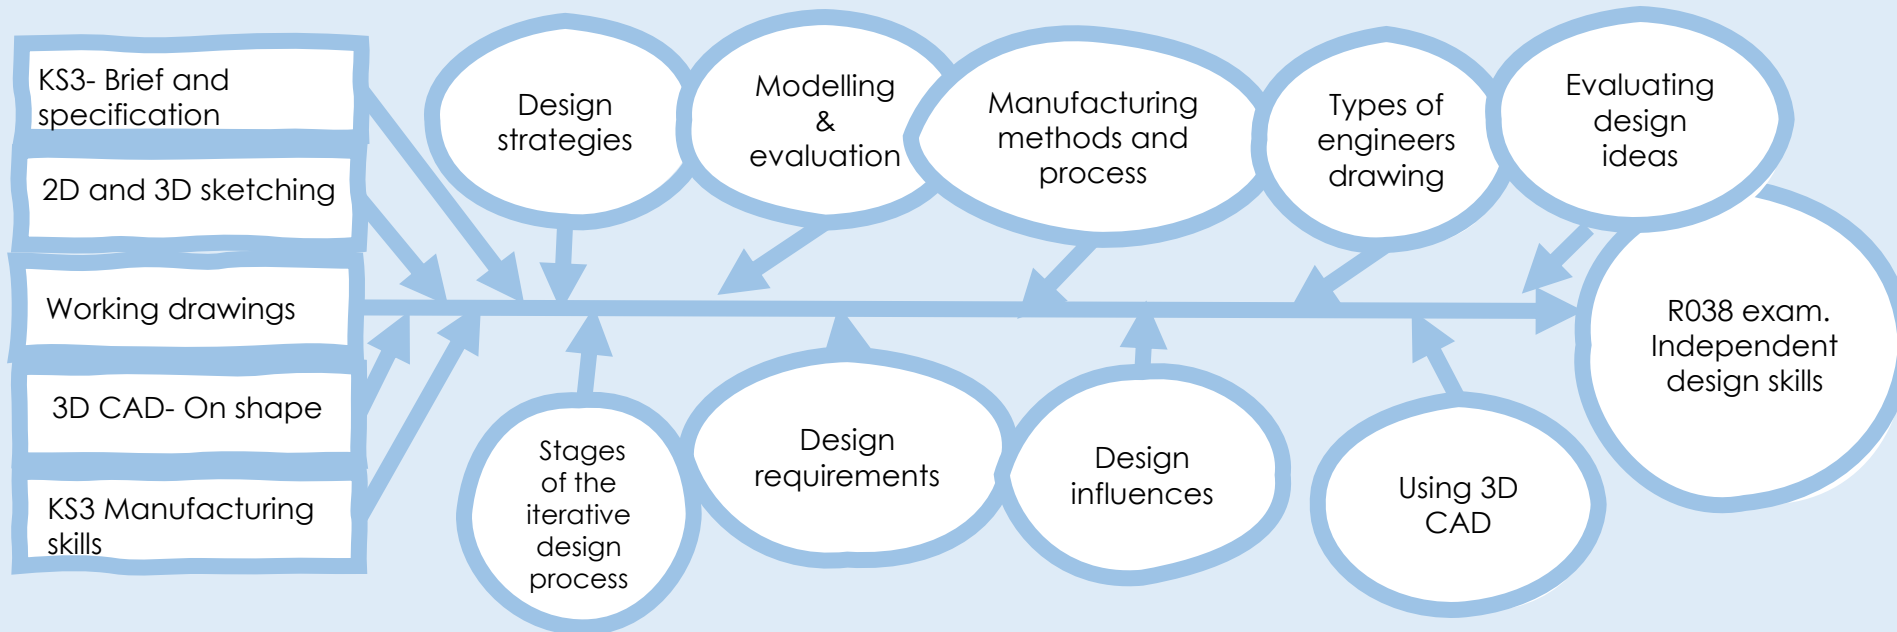 KS3- Brief and
specification
2D and 3D sketching
Working drawings
3D CAD- On shape
KS3 Manufacturing
skills
Design
strategies
Modelling
&
evaluation
Manufacturing
methods and
process
Types of
engineers
drawing
Evaluating
design
ideas
Stages
of the
iterative
design
process
Design
requirements
Design
influences
Using 3D
CAD
R038 exam.
Independent
design skills